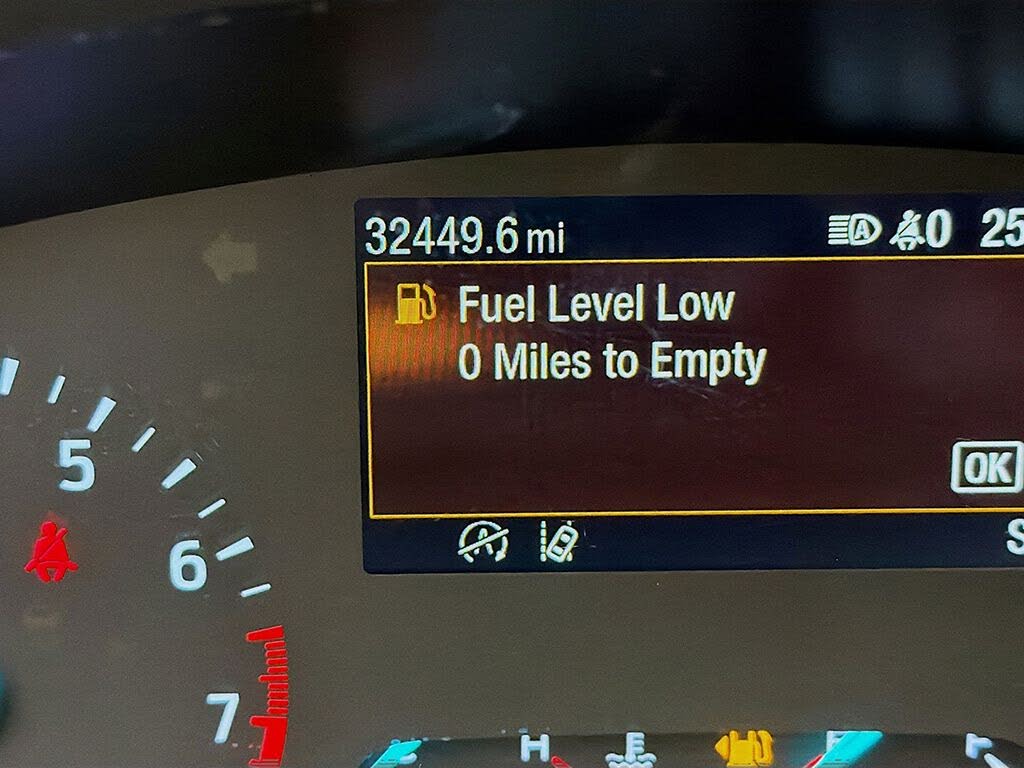 32449.6 mi
0 25
Fuel Level Low
0 Miles to Empty
OK
S
5
6
7
H E